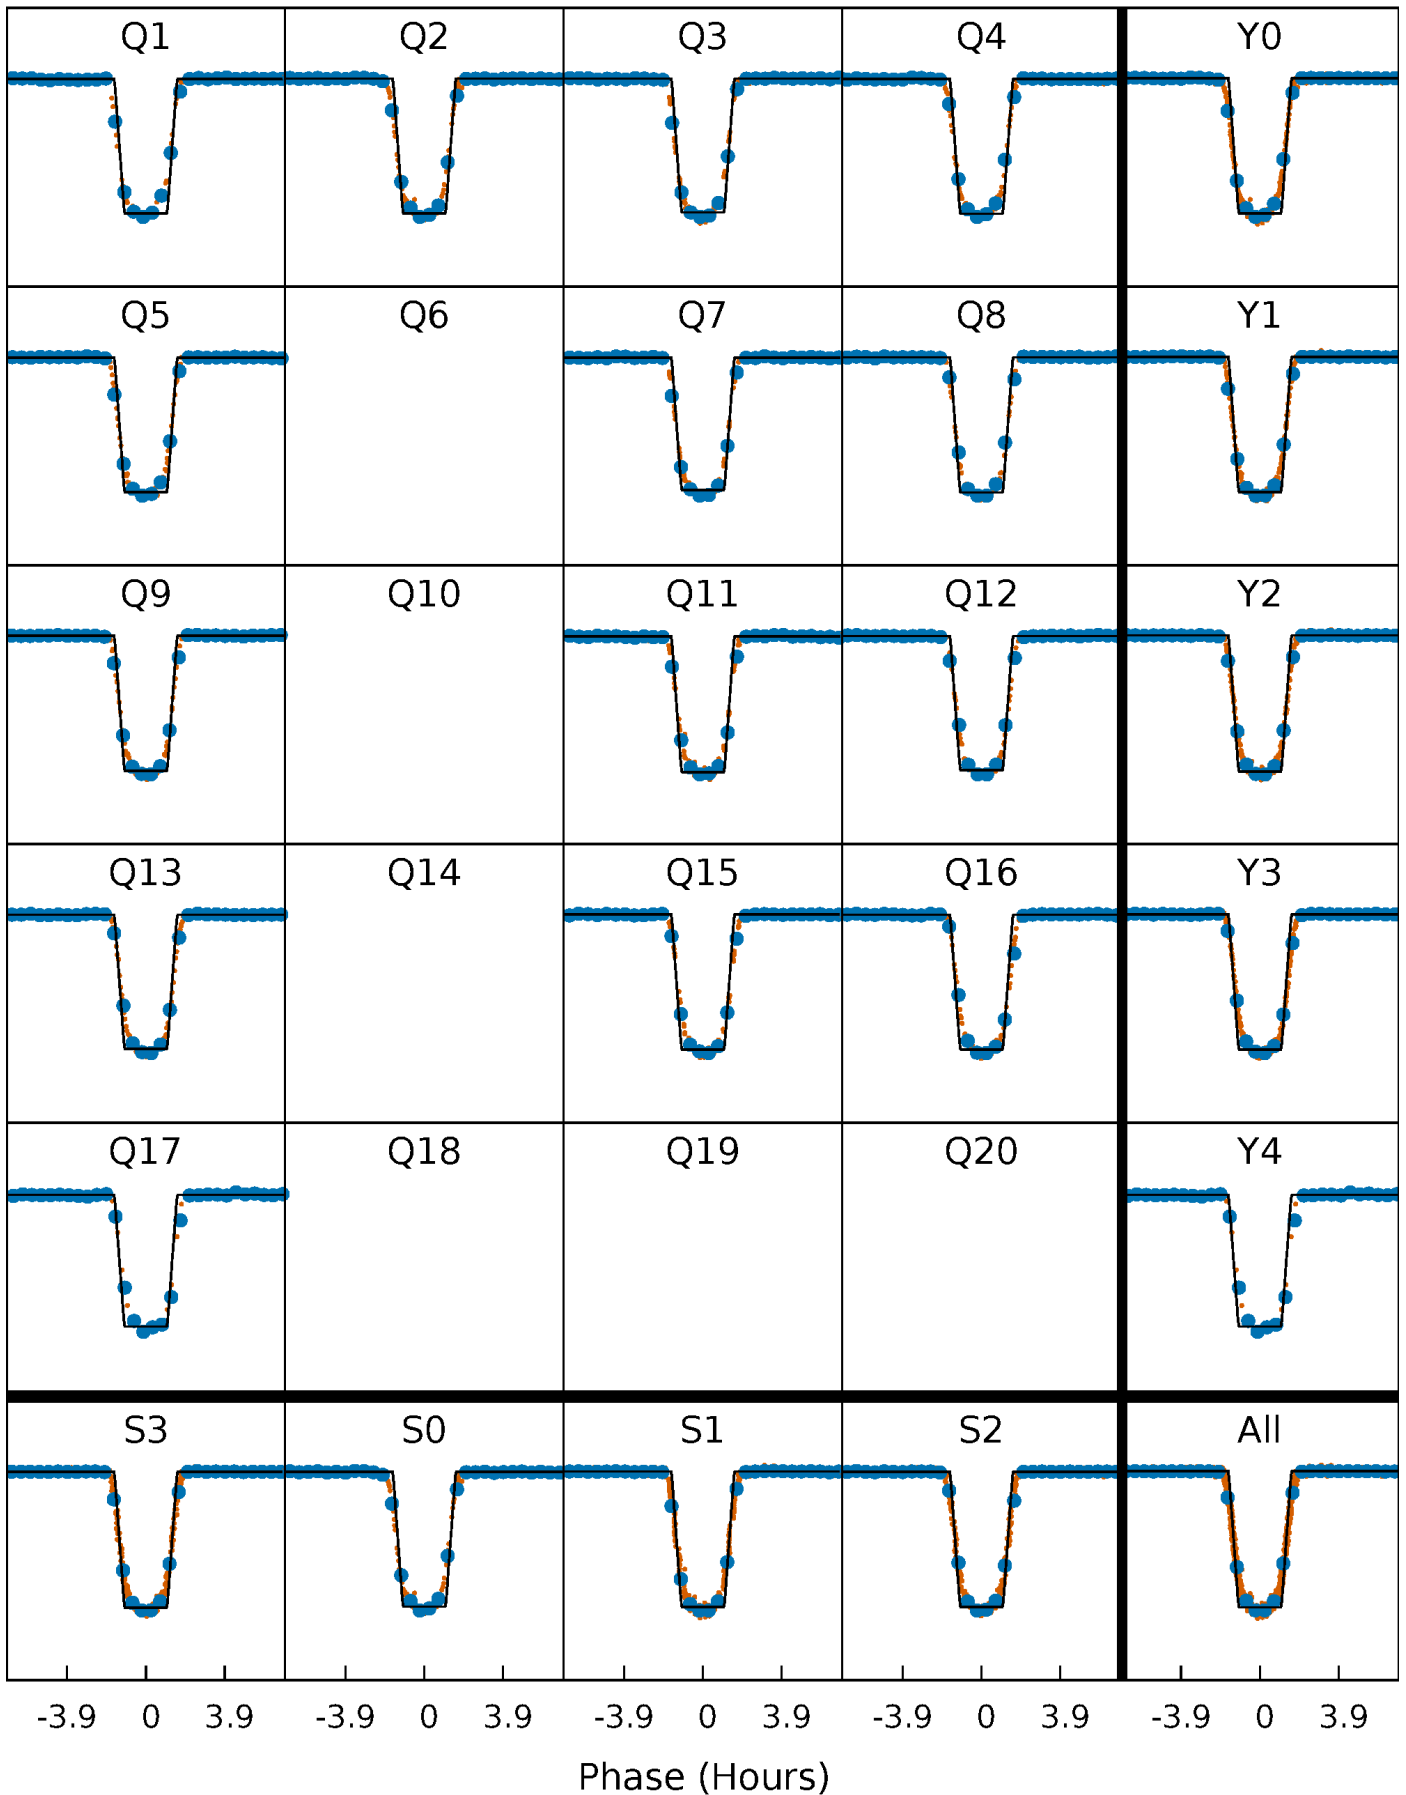 Q1 Q2 Q3 Q4 Y0
Q5 Q6 Q7 Q8 Y1
Q9 Q10 Q11 Q12 Y2
Q13 Q14 Q15 Q16 Y3
Q17 Q18 Q19 Q20 Y4
S3 S0 S1 S2 All
-3.9 0 3.9 -3.9 0 3.9 -3.9 0 3.9 -3.9 0 3.9 -3.9 0 3.9
Phase (Hours)